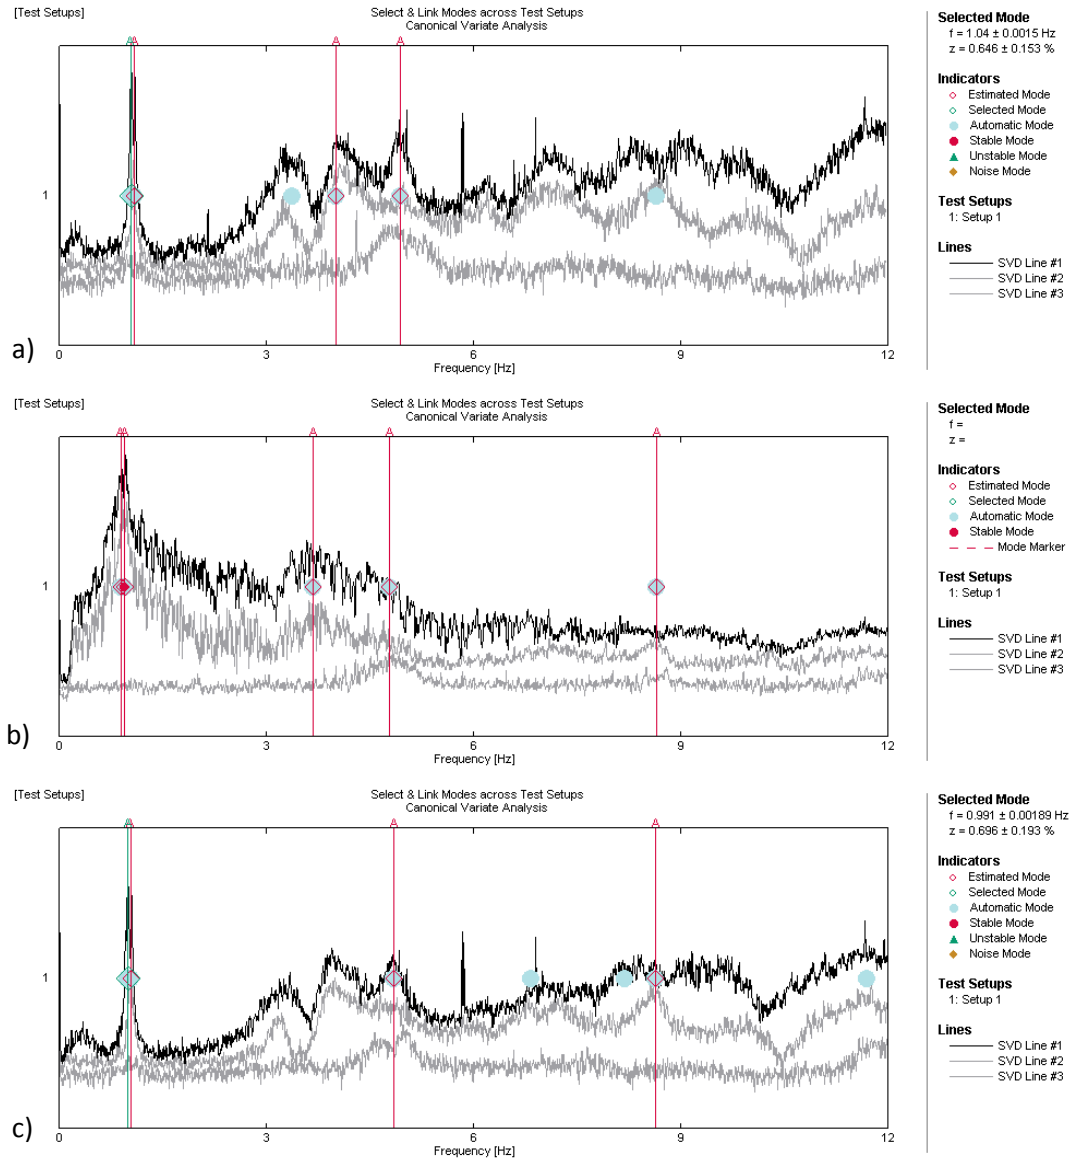 [Test Setups]
Select & Link Modes across Test Setups
Canonical Variate Analysis
1
0
3
6
9
12
Frequency [Hz]
a)
Selected Mode
f = 1.04 ± 0.0015 Hz
z = 0.646 ± 0.153 %
Indicators
Estimated Mode
Selected Mode
Automatic Mode
Stable Mode
Unstable Mode
Noise Mode
Test Setups
1: Setup 1
Lines
SVD Line #1
SVD Line #2
SVD Line #3
[Test Setups]
Select & Link Modes across Test Setups
Canonical Variate Analysis
1
0
3
6
9
12
Frequency [Hz]
b)
Selected Mode
f =
z =
Indicators
Estimated Mode
Selected Mode
Automatic Mode
Stable Mode
Mode Marker
Test Setups
1: Setup 1
Lines
SVD Line #1
SVD Line #2
SVD Line #3
[Test Setups]
Select & Link Modes across Test Setups
Canonical Variate Analysis
1
0
3
6
9
12
Frequency [Hz]
c)
Selected Mode
f = 0.991 ± 0.00189 Hz
z = 0.696 ± 0.193 %
Indicators
Estimated Mode
Selected Mode
Automatic Mode
Stable Mode
Unstable Mode
Noise Mode
Test Setups
1: Setup 1
Lines
SVD Line #1
SVD Line #2
SVD Line #3